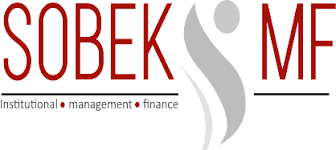 SOBEK MF
Institutional • management • finance